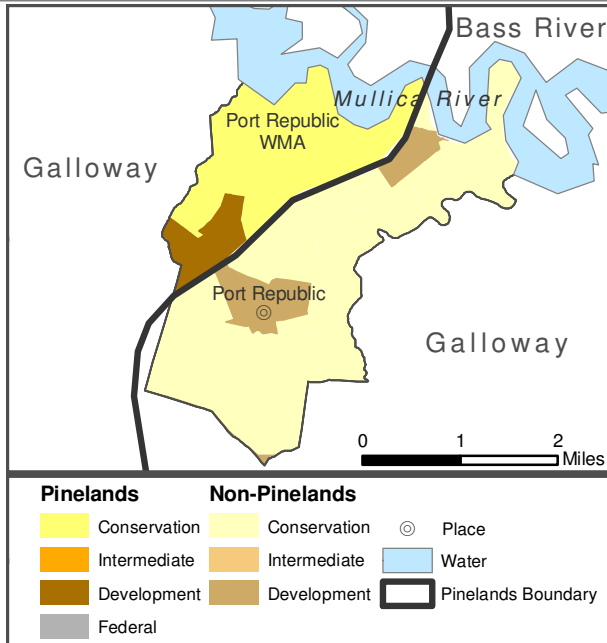 Bass River
Mullica River
Port Republic
WMA
Galloway
Port Republic
Galloway
0 1 2
Miles
Pinelands
Conservation
Intermediate
Development
Federal
Non-Pinelands
Conservation
Intermediate
Development
Place
Water
Pinelands Boundary